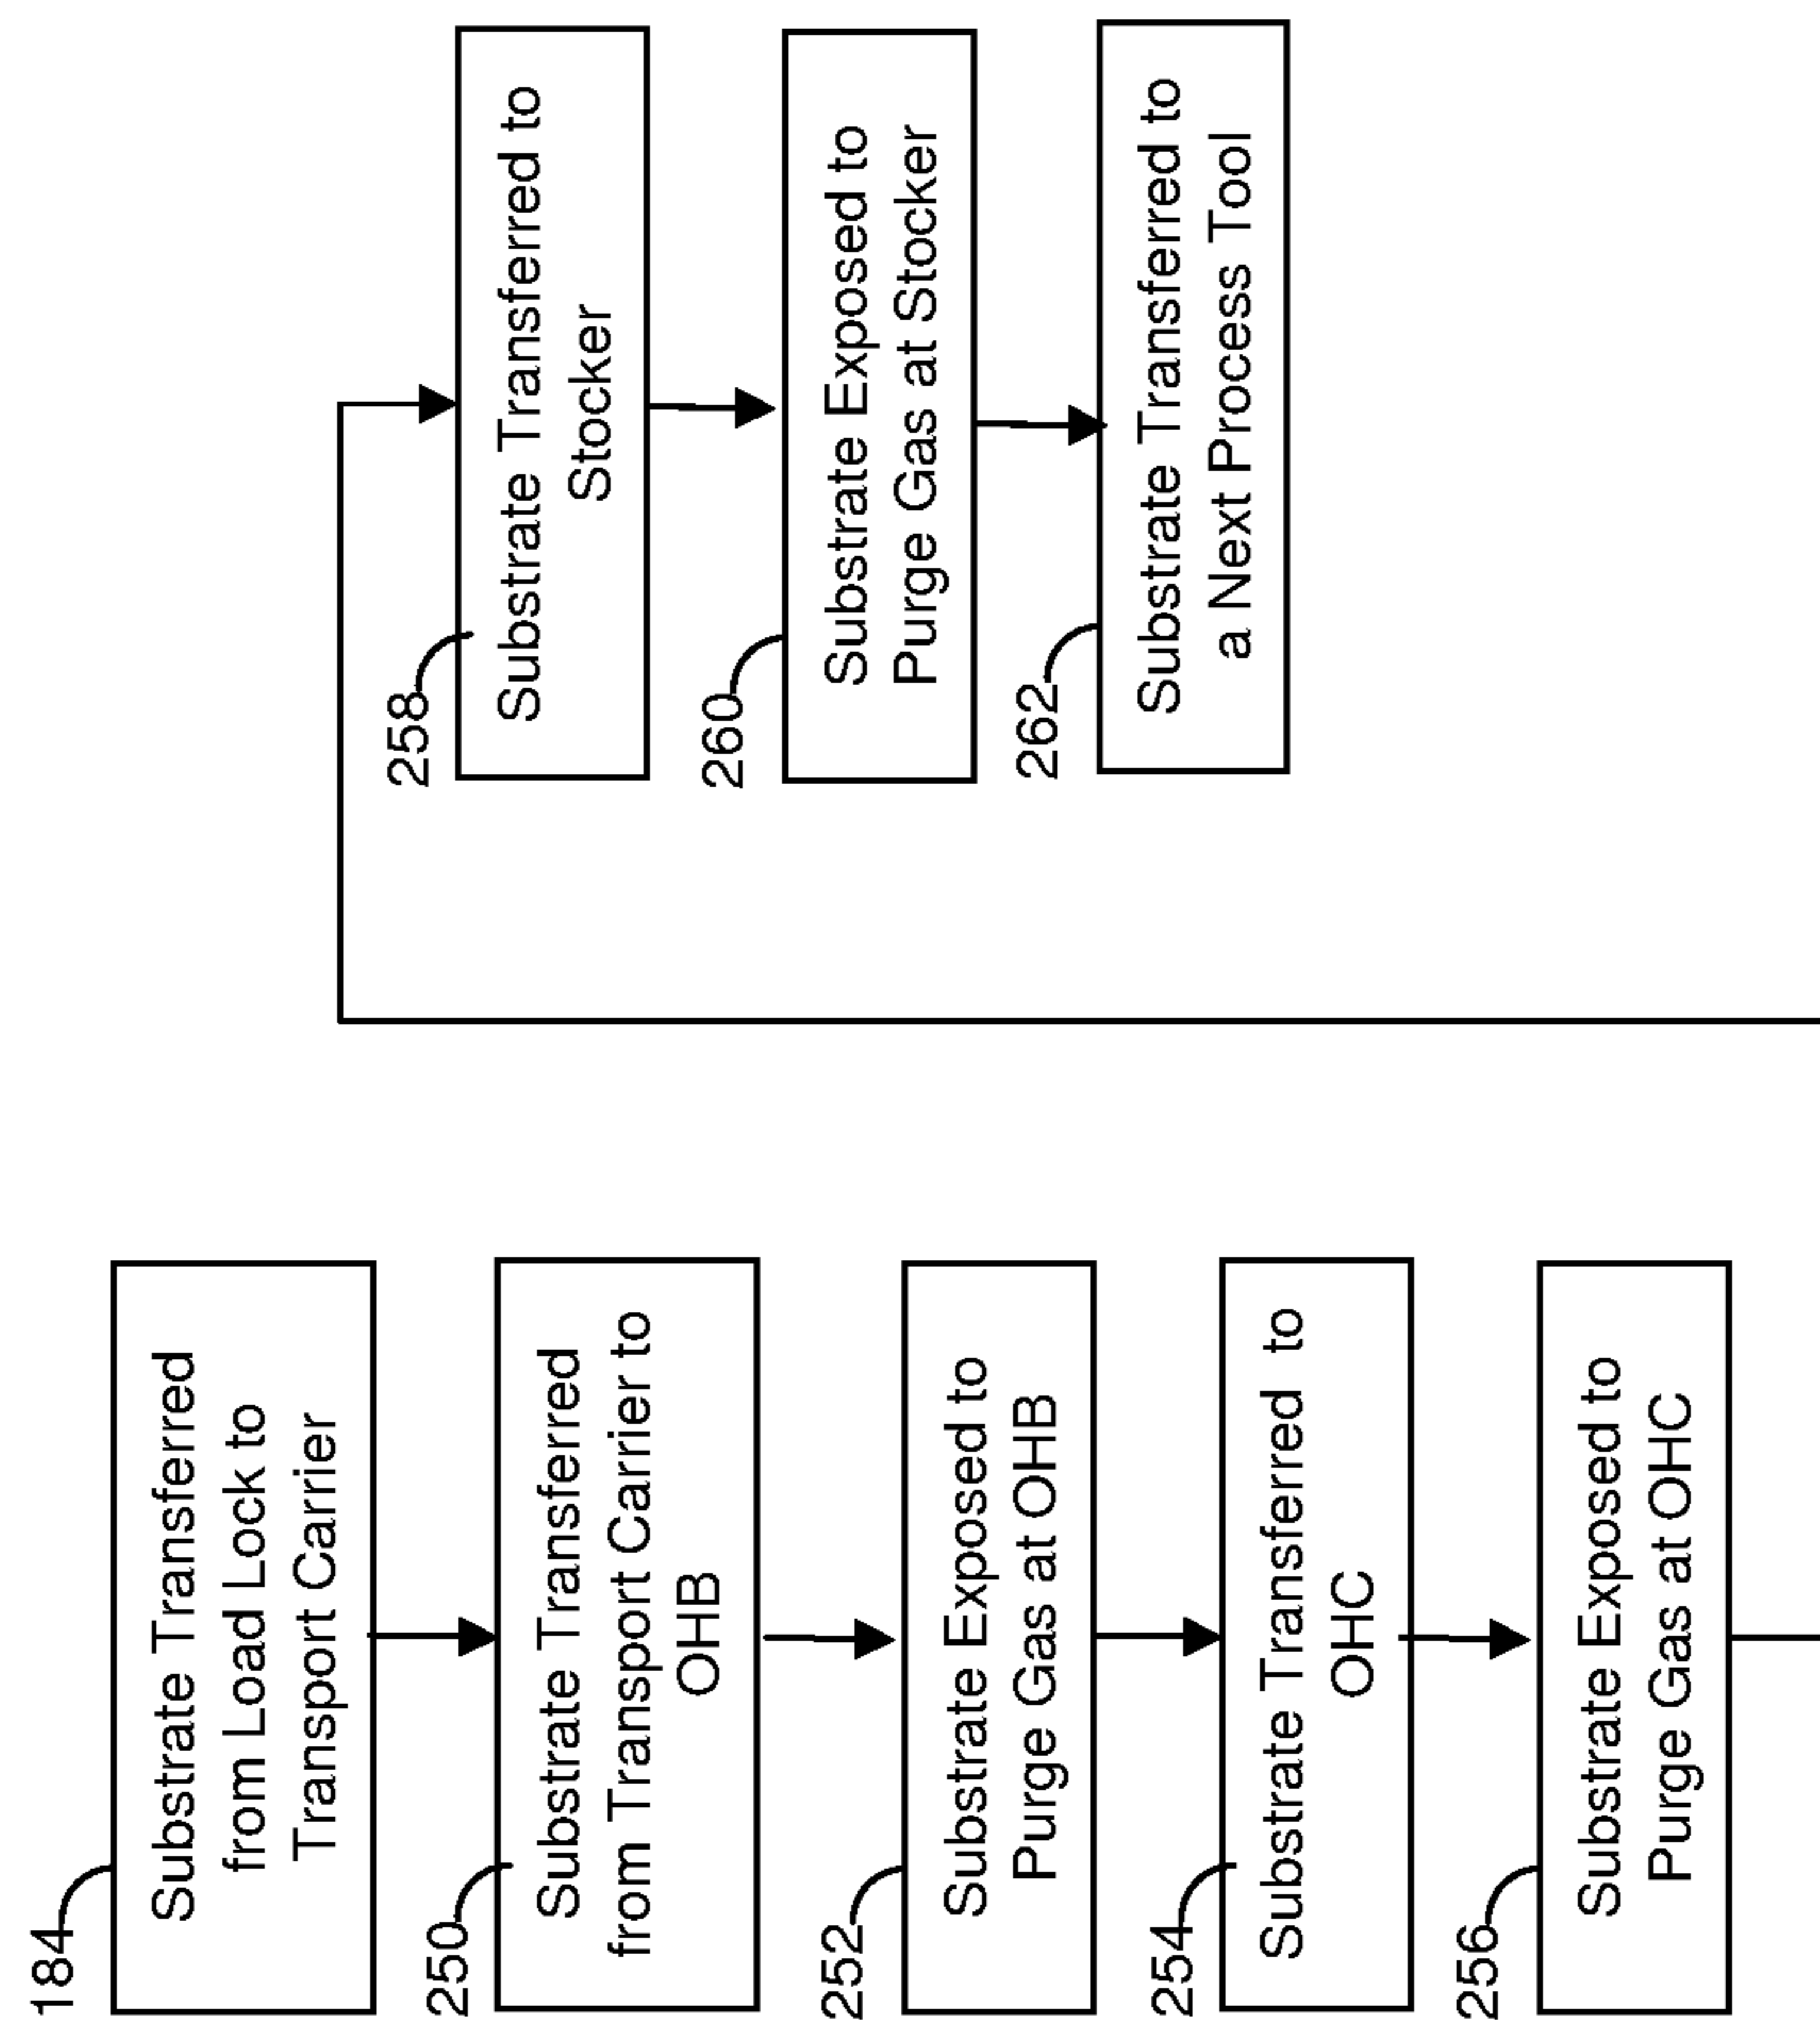 184
Substrate Transferred
from Load Lock to
Transport Carrier
250
Substrate Transferred
from Transport Carrier to
OHB
252
Substrate Exposed to
Purge Gas at OHB
254
Substrate Transferred to
OHC
256
Substrate Exposed to
Purge Gas at OHC
258
Substrate Transferred to
Stocker
260
Substrate Exposed to
Purge Gas at Stocker
262
Substrate Transferred to
a Next Process Tool